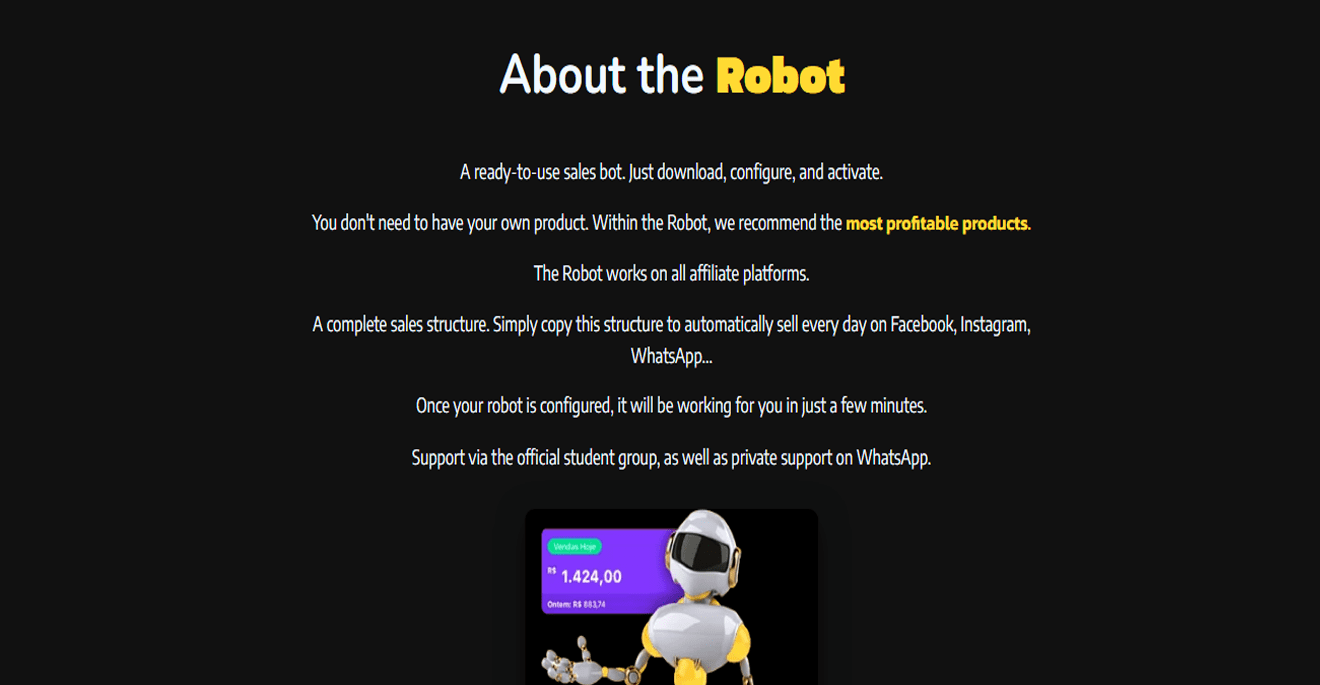 About the Robot
A ready-to-use sales bot. Just download, configure, and activate.
You don't need to have your own product. Within the Robot, we recommend the most profitable products.
The Robot works on all affiliate platforms.
A complete sales structure. Simply copy this structure to automatically sell every day on Facebook, Instagram,
WhatsApp...
Once your robot is configured, it will be working for you in just a few minutes.
Support via the official student group, as well as private support on WhatsApp.
Vendas Hoje
R$ 1.424,00
Ontem: R$ 883,74